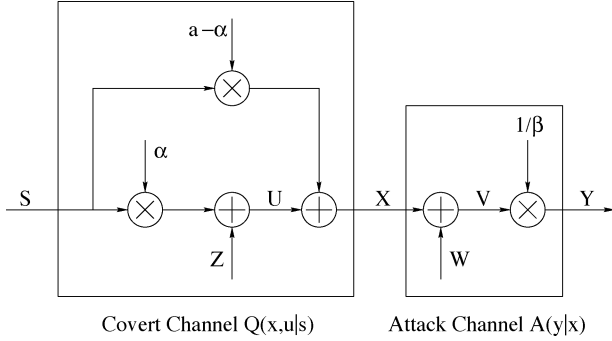 a−α
α
1/β
S
U
X
V
Y
Z
W
Covert Channel Q(x,u|s)
Attack Channel A(y|x)